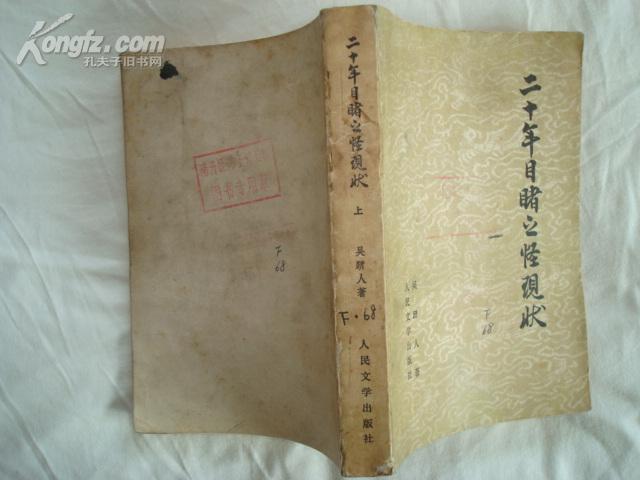 Kongfz.com
孔夫子旧书网
二十年目睹之怪现状
吴趼人著
人民文学出版社
F
68
二十年目睹之怪现状
上
吴趼人著
F·68
人民文学出版社
F
68